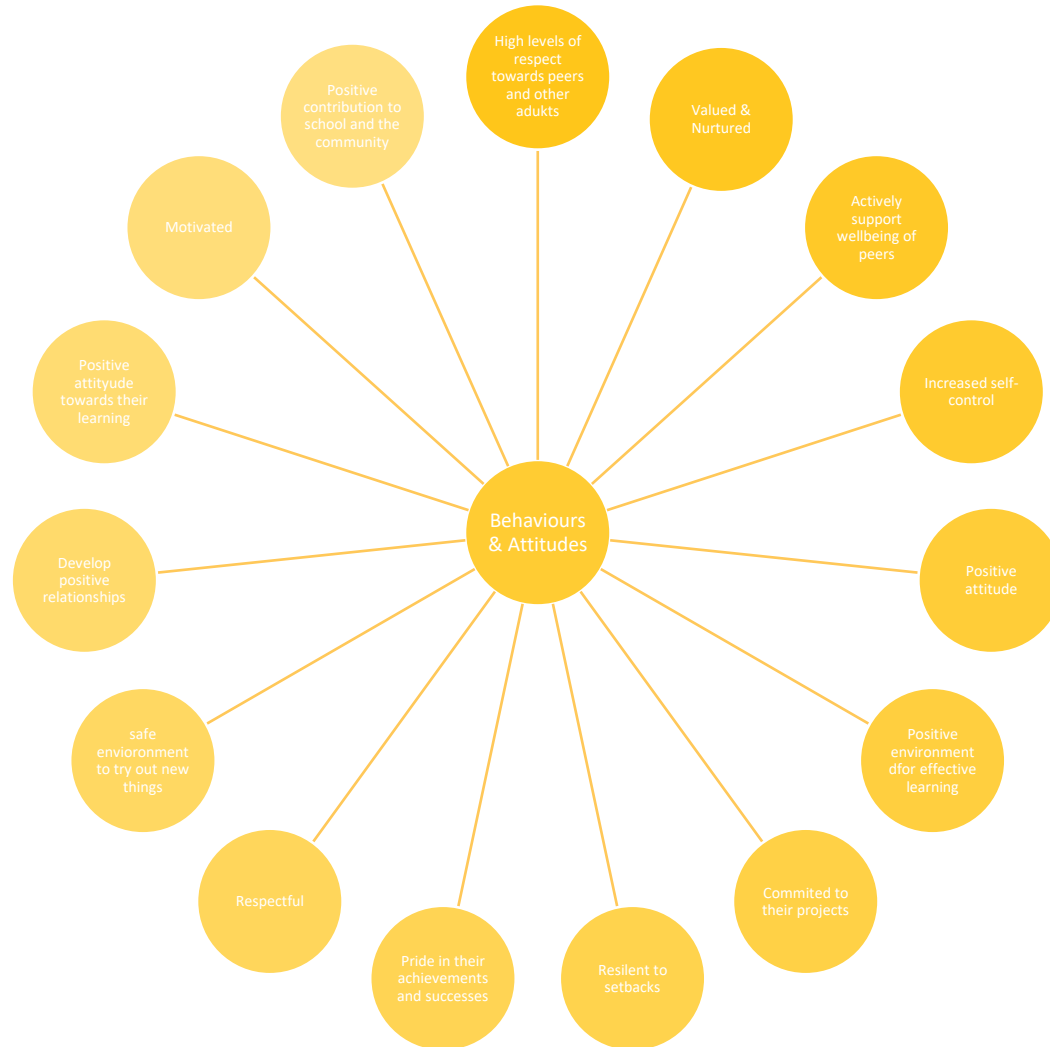 High levels of
respect
towards peers
and other
adukts
Valued &
Nurtured
Actively
support
wellbeing of
peers
Increased self-
control
Positive
attitude
Positive
environment
dfor effective
learning
Commited to
their projects
Resilent to
setbacks
Pride in their
achievements
and successes
Respectful
safe
envioronment
to try out new
things
Develop
positive
relationships
Positive
attityude
towards their
learning
Motivated
Positive
contribution to
school and the
community
Behaviours
& Attitudes